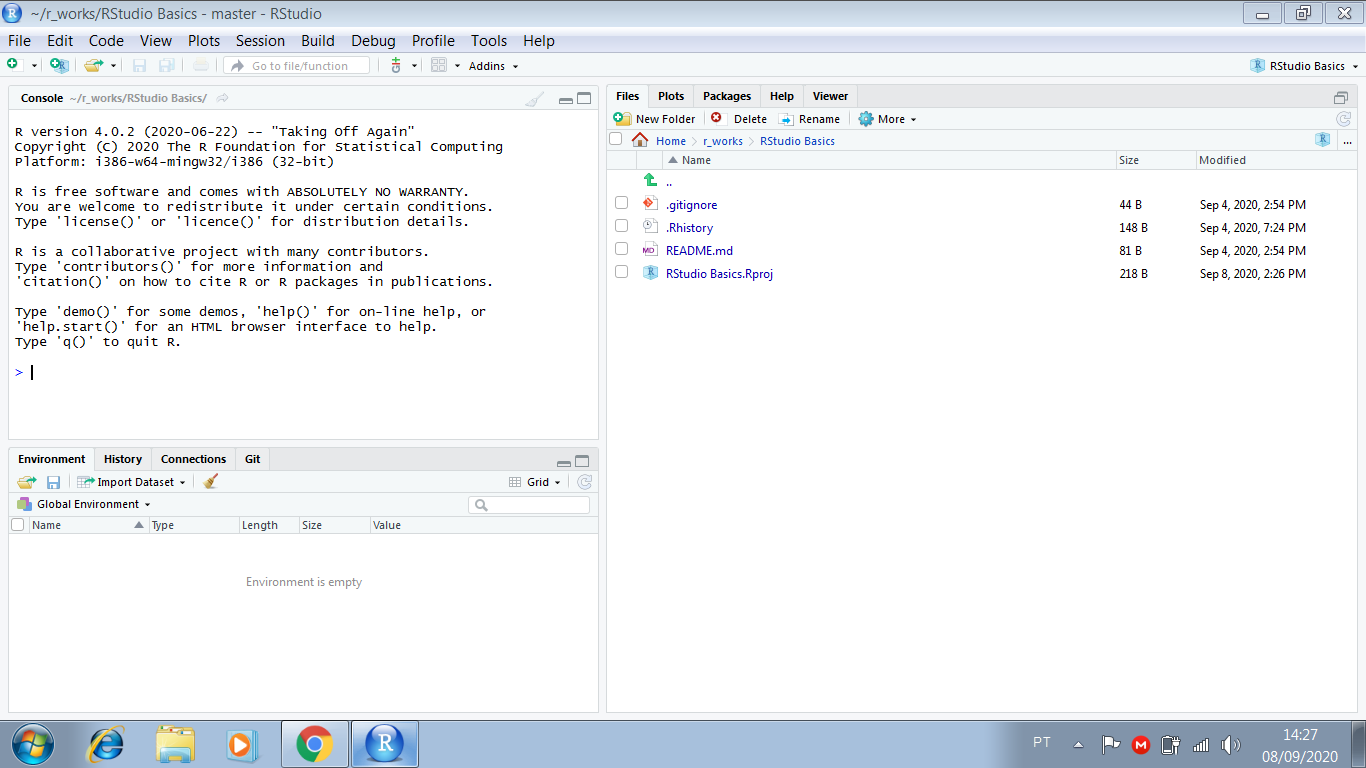 ~/r_works/RStudio Basics - master - RStudio
File Edit Code View Plots Session Build Debug Profile Tools Help
Go to file/function Addins RStudio Basics
Console ~/r_works/RStudio Basics/
R version 4.0.2 (2020-06-22) -- "Taking Off Again"
Copyright (C) 2020 The R Foundation for Statistical Computing
Platform: i386-w64-mingw32/i386 (32-bit)
R is free software and comes with ABSOLUTELY NO WARRANTY.
You are welcome to redistribute it under certain conditions.
Type 'license()' or 'licence()' for distribution details.
R is a collaborative project with many contributors.
Type 'contributors()' for more information and
'citation()' on how to cite R or R packages in publications.
Type 'demo()' for some demos, 'help()' for on-line help, or
'help.start()' for an HTML browser interface to help.
Type 'q()' to quit R.
>
Environment History Connections Git
Import Dataset Grid
Global Environment
Name Type Length Size Value
Environment is empty
Files Plots Packages Help Viewer
New Folder Delete Rename More
Home r_works RStudio Basics ...
Name Size Modified
..
.gitignore 44 B Sep 4, 2020, 2:54 PM
.Rhistory 148 B Sep 4, 2020, 7:24 PM
README.md 81 B Sep 4, 2020, 2:54 PM
RStudio Basics.Rproj 218 B Sep 8, 2020, 2:26 PM
PT 14:27
08/09/2020